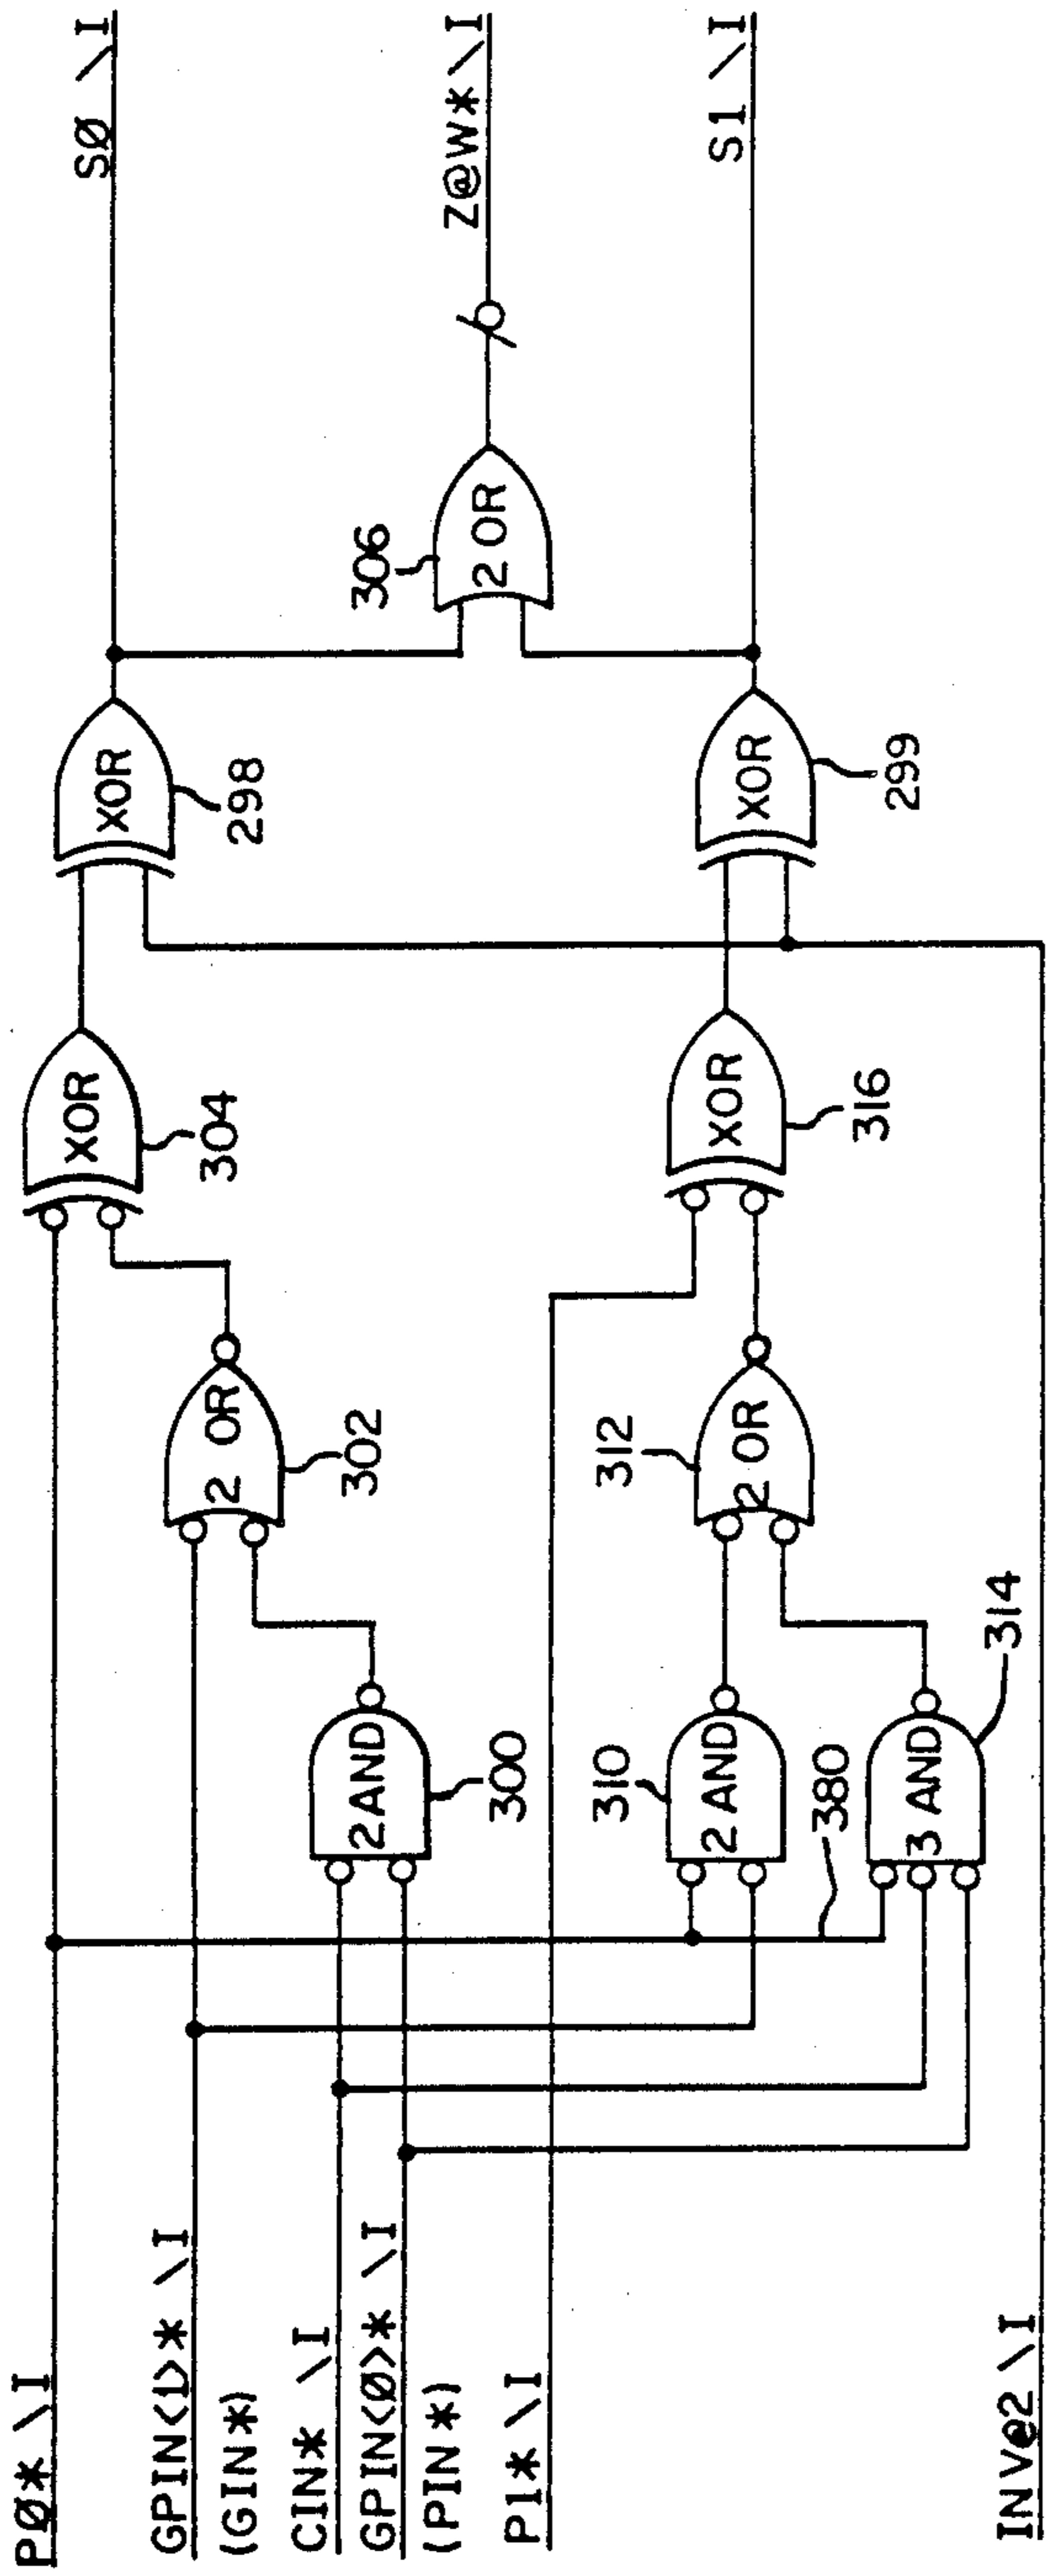 PØ* \I
GPIN<1>* \I
(GIN*)
CIN* \I
GPIN<Ø>* \I
(PIN*)
P1* \I
INV@2 \I
2AND
300
2 AND
310
380
3 AND
314
2 OR
302
2 OR
312
XOR
304
XOR
316
XOR
298
XOR
299
2 OR
306
SØ \I
Z@W* \I
S1 \I